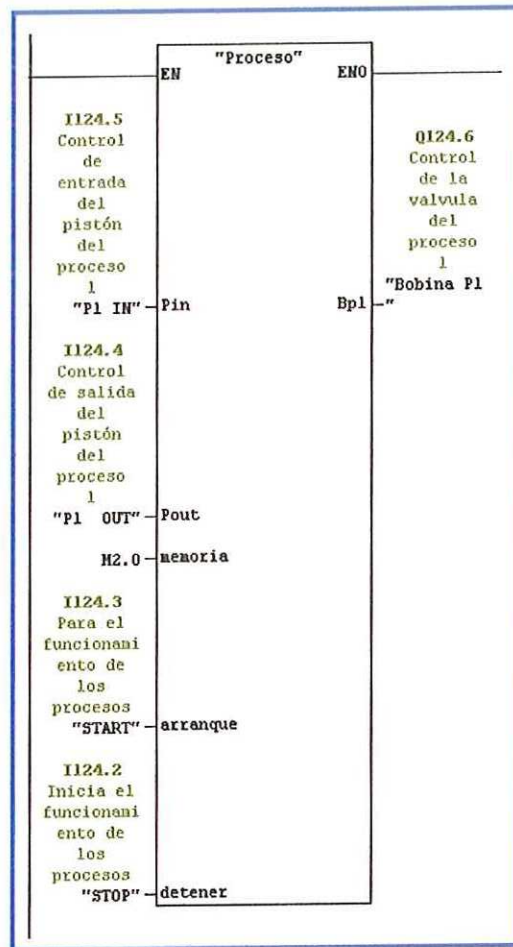 "Proceso"
EN ENO
I124.5
Control
de
entrada
del
pistón
del
proceso
1
"P1 IN" Pin
Q124.6
Control
de la
valvula
del
proceso
1
"Bobina P1
Bp1 "
I124.4
Control
de salida
del
pistón
del
proceso
1
"P1 OUT" Pout
M2.0 memoria
I124.3
Para el
funcionami
ento de
los
procesos
"START" arranque
I124.2
Inicia el
funcionami
ento de
los
procesos
"STOP" detener